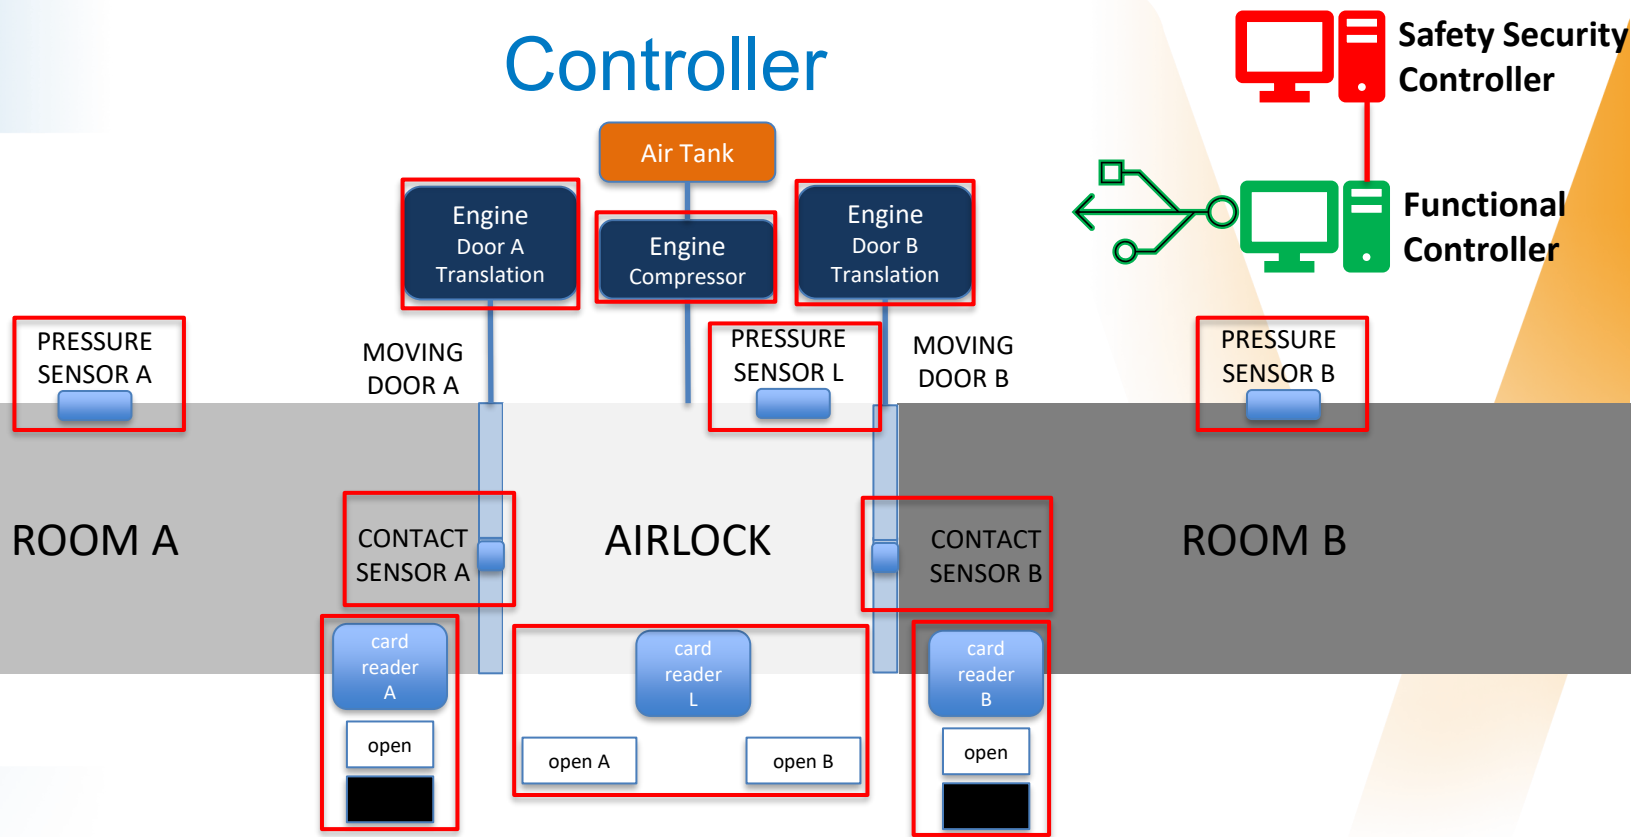 Controller
Safety Security
Controller
Air Tank
Engine
Door A
Translation
Engine
Compressor
Engine
Door B
Translation
Functional
Controller
PRESSURE
SENSOR A
MOVING
DOOR A
PRESSURE
SENSOR L
MOVING
DOOR B
PRESSURE
SENSOR B
ROOM A
CONTACT
SENSOR A
AIRLOCK
CONTACT
SENSOR B
ROOM B
card
reader
A
card
reader
L
card
reader
B
open
open A
open B
open